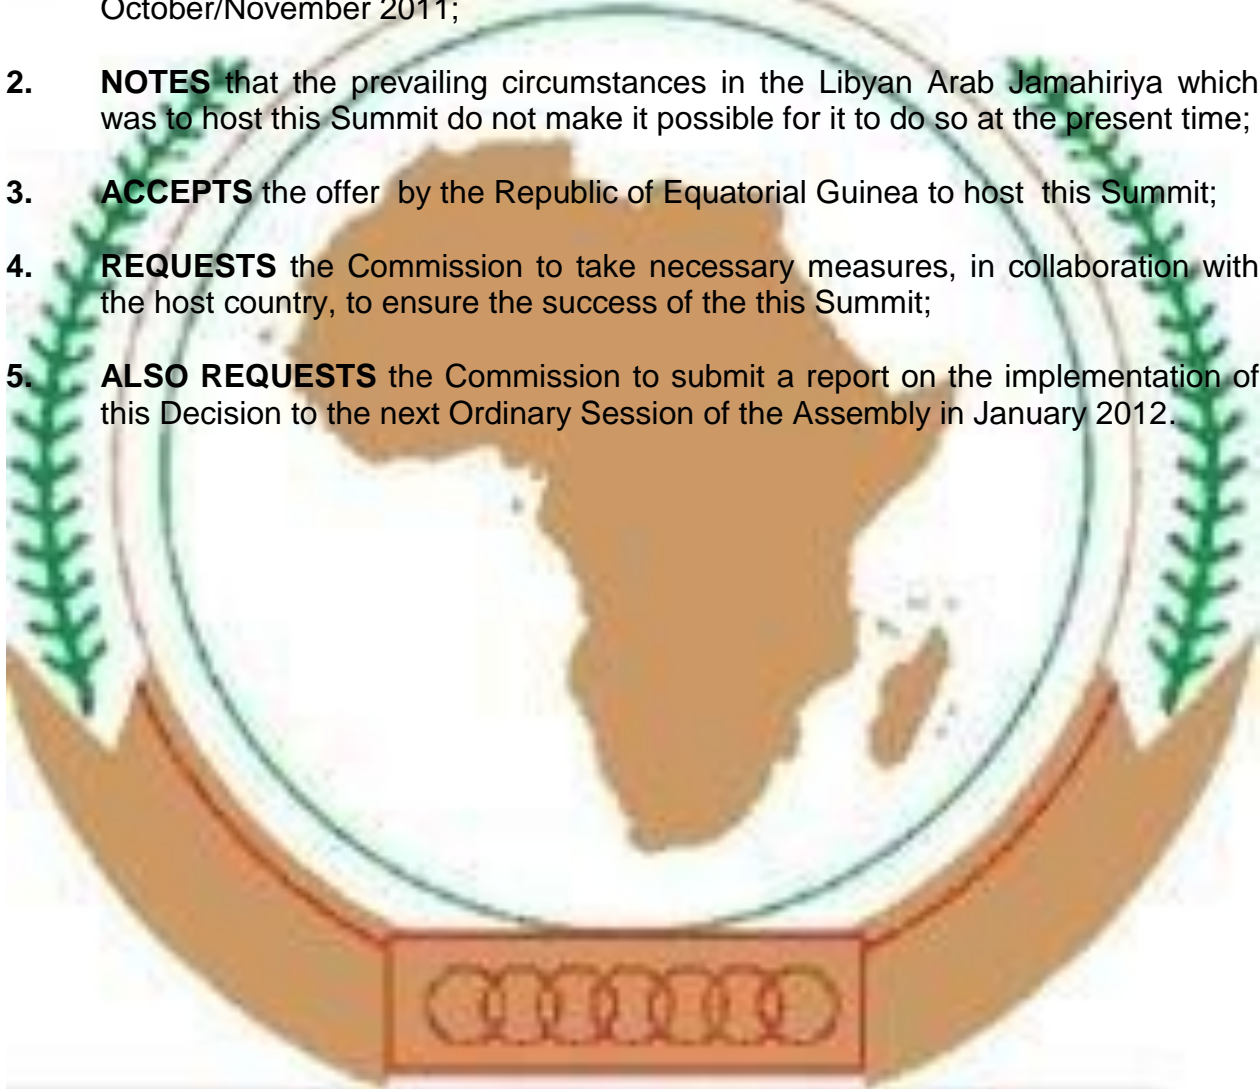 October/November 2011;
2. NOTES that the prevailing circumstances in the Libyan Arab Jamahiriya which
was to host this Summit do not make it possible for it to do so at the present time;
3. ACCEPTS the offer by the Republic of Equatorial Guinea to host this Summit;
4. REQUESTS the Commission to take necessary measures, in collaboration with
the host country, to ensure the success of the this Summit;
5. ALSO REQUESTS the Commission to submit a report on the implementation of
this Decision to the next Ordinary Session of the Assembly in January 2012.